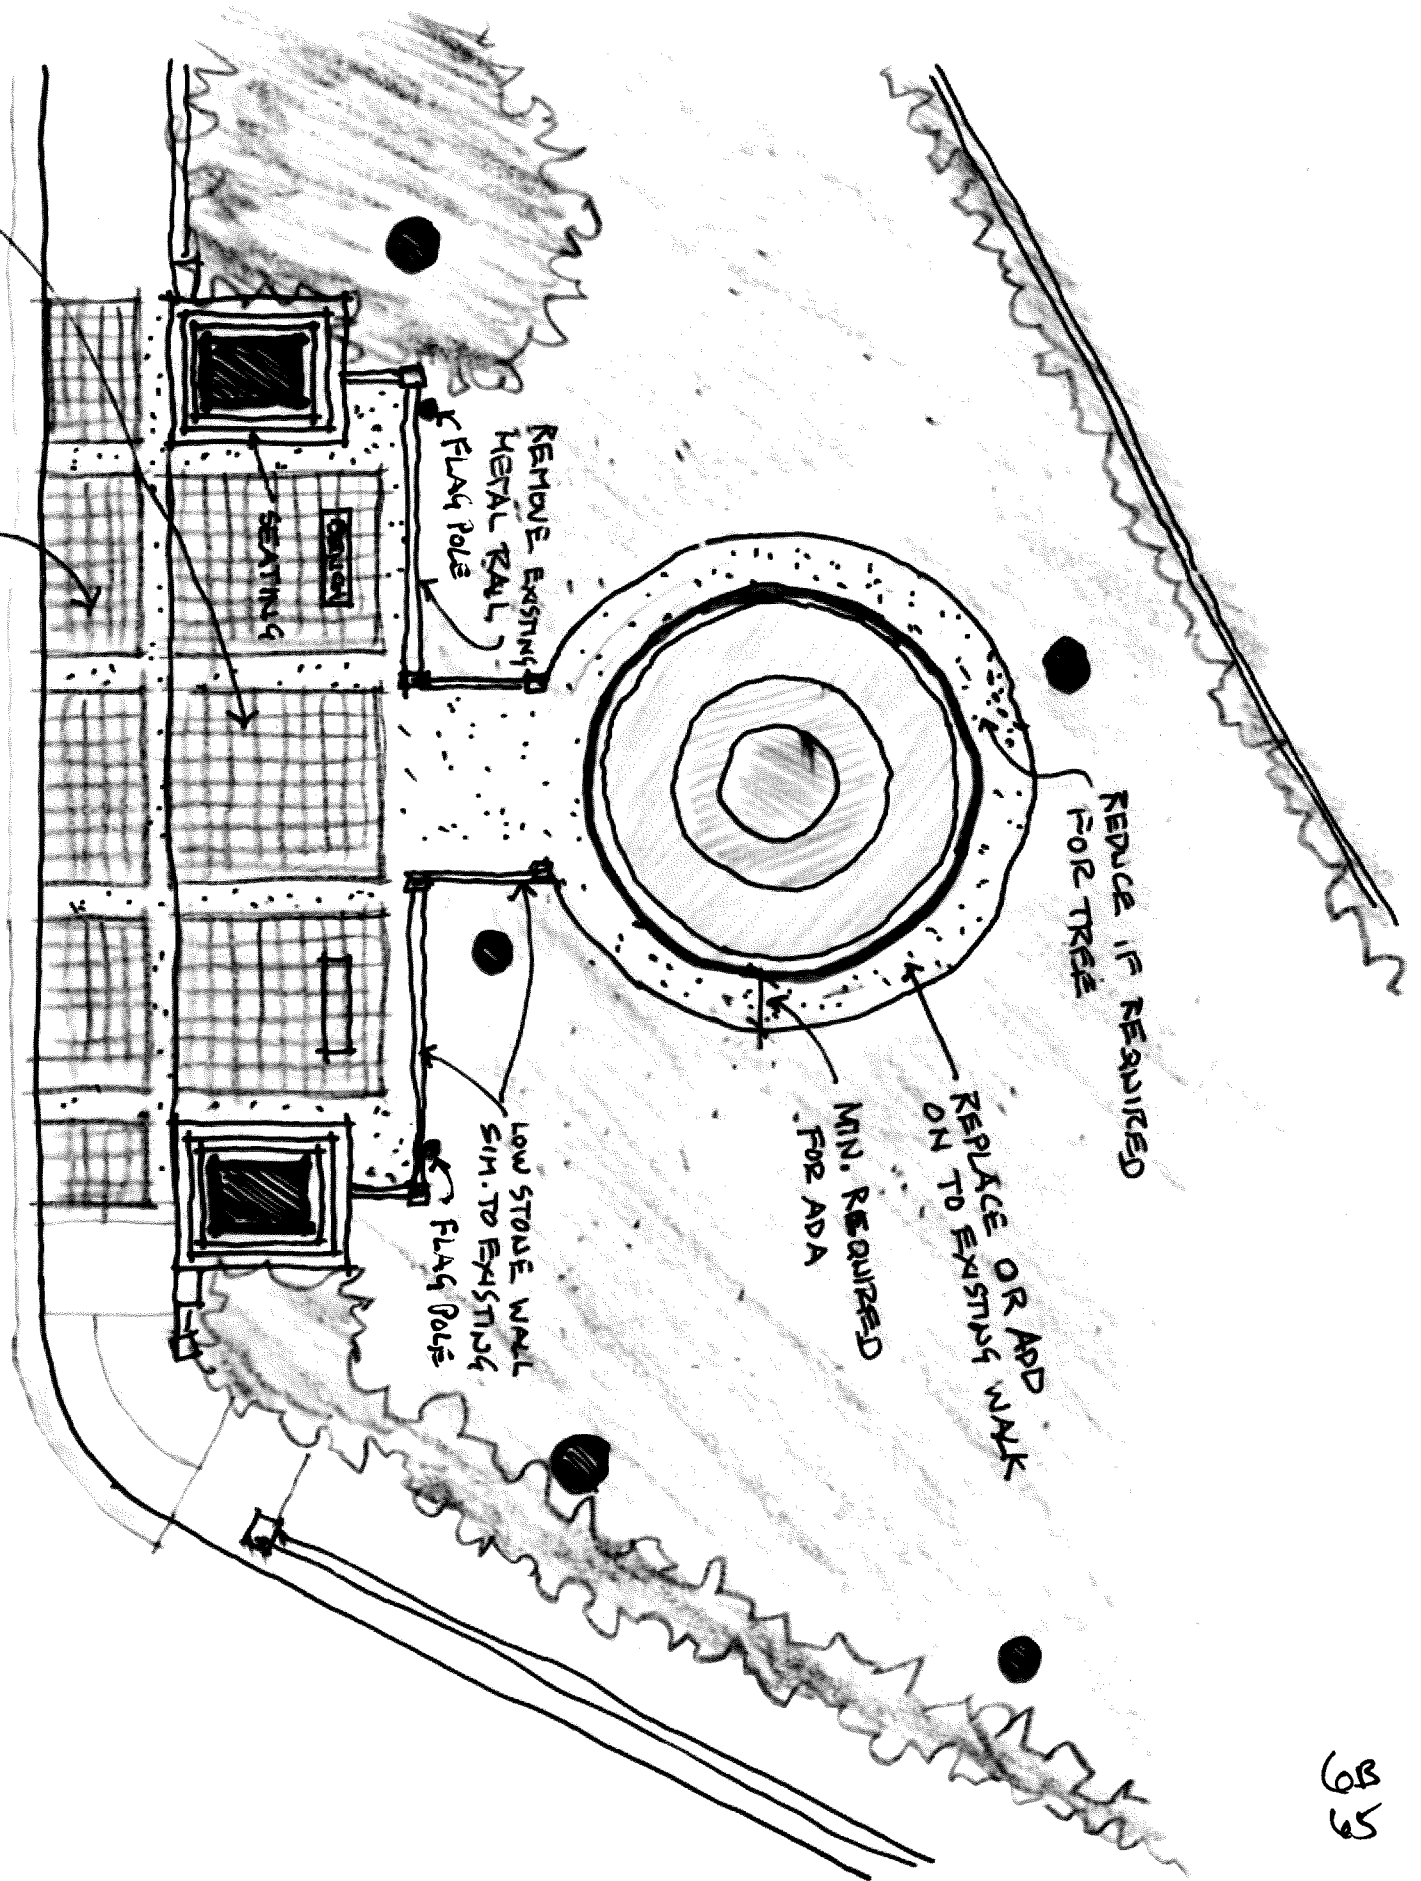 REDUCE IF REQUIRED
FOR TREE
REPLACE OR ADD
ON TO EXISTING WALK
MIN. REQUIRED
FOR ADA
REMOVE EXISTING
METAL RAIL
FLAG POLE
LOW STONE WALL
SIM. TO EXISTING
FLAG POLE
BENCH
SEATING
6B
65